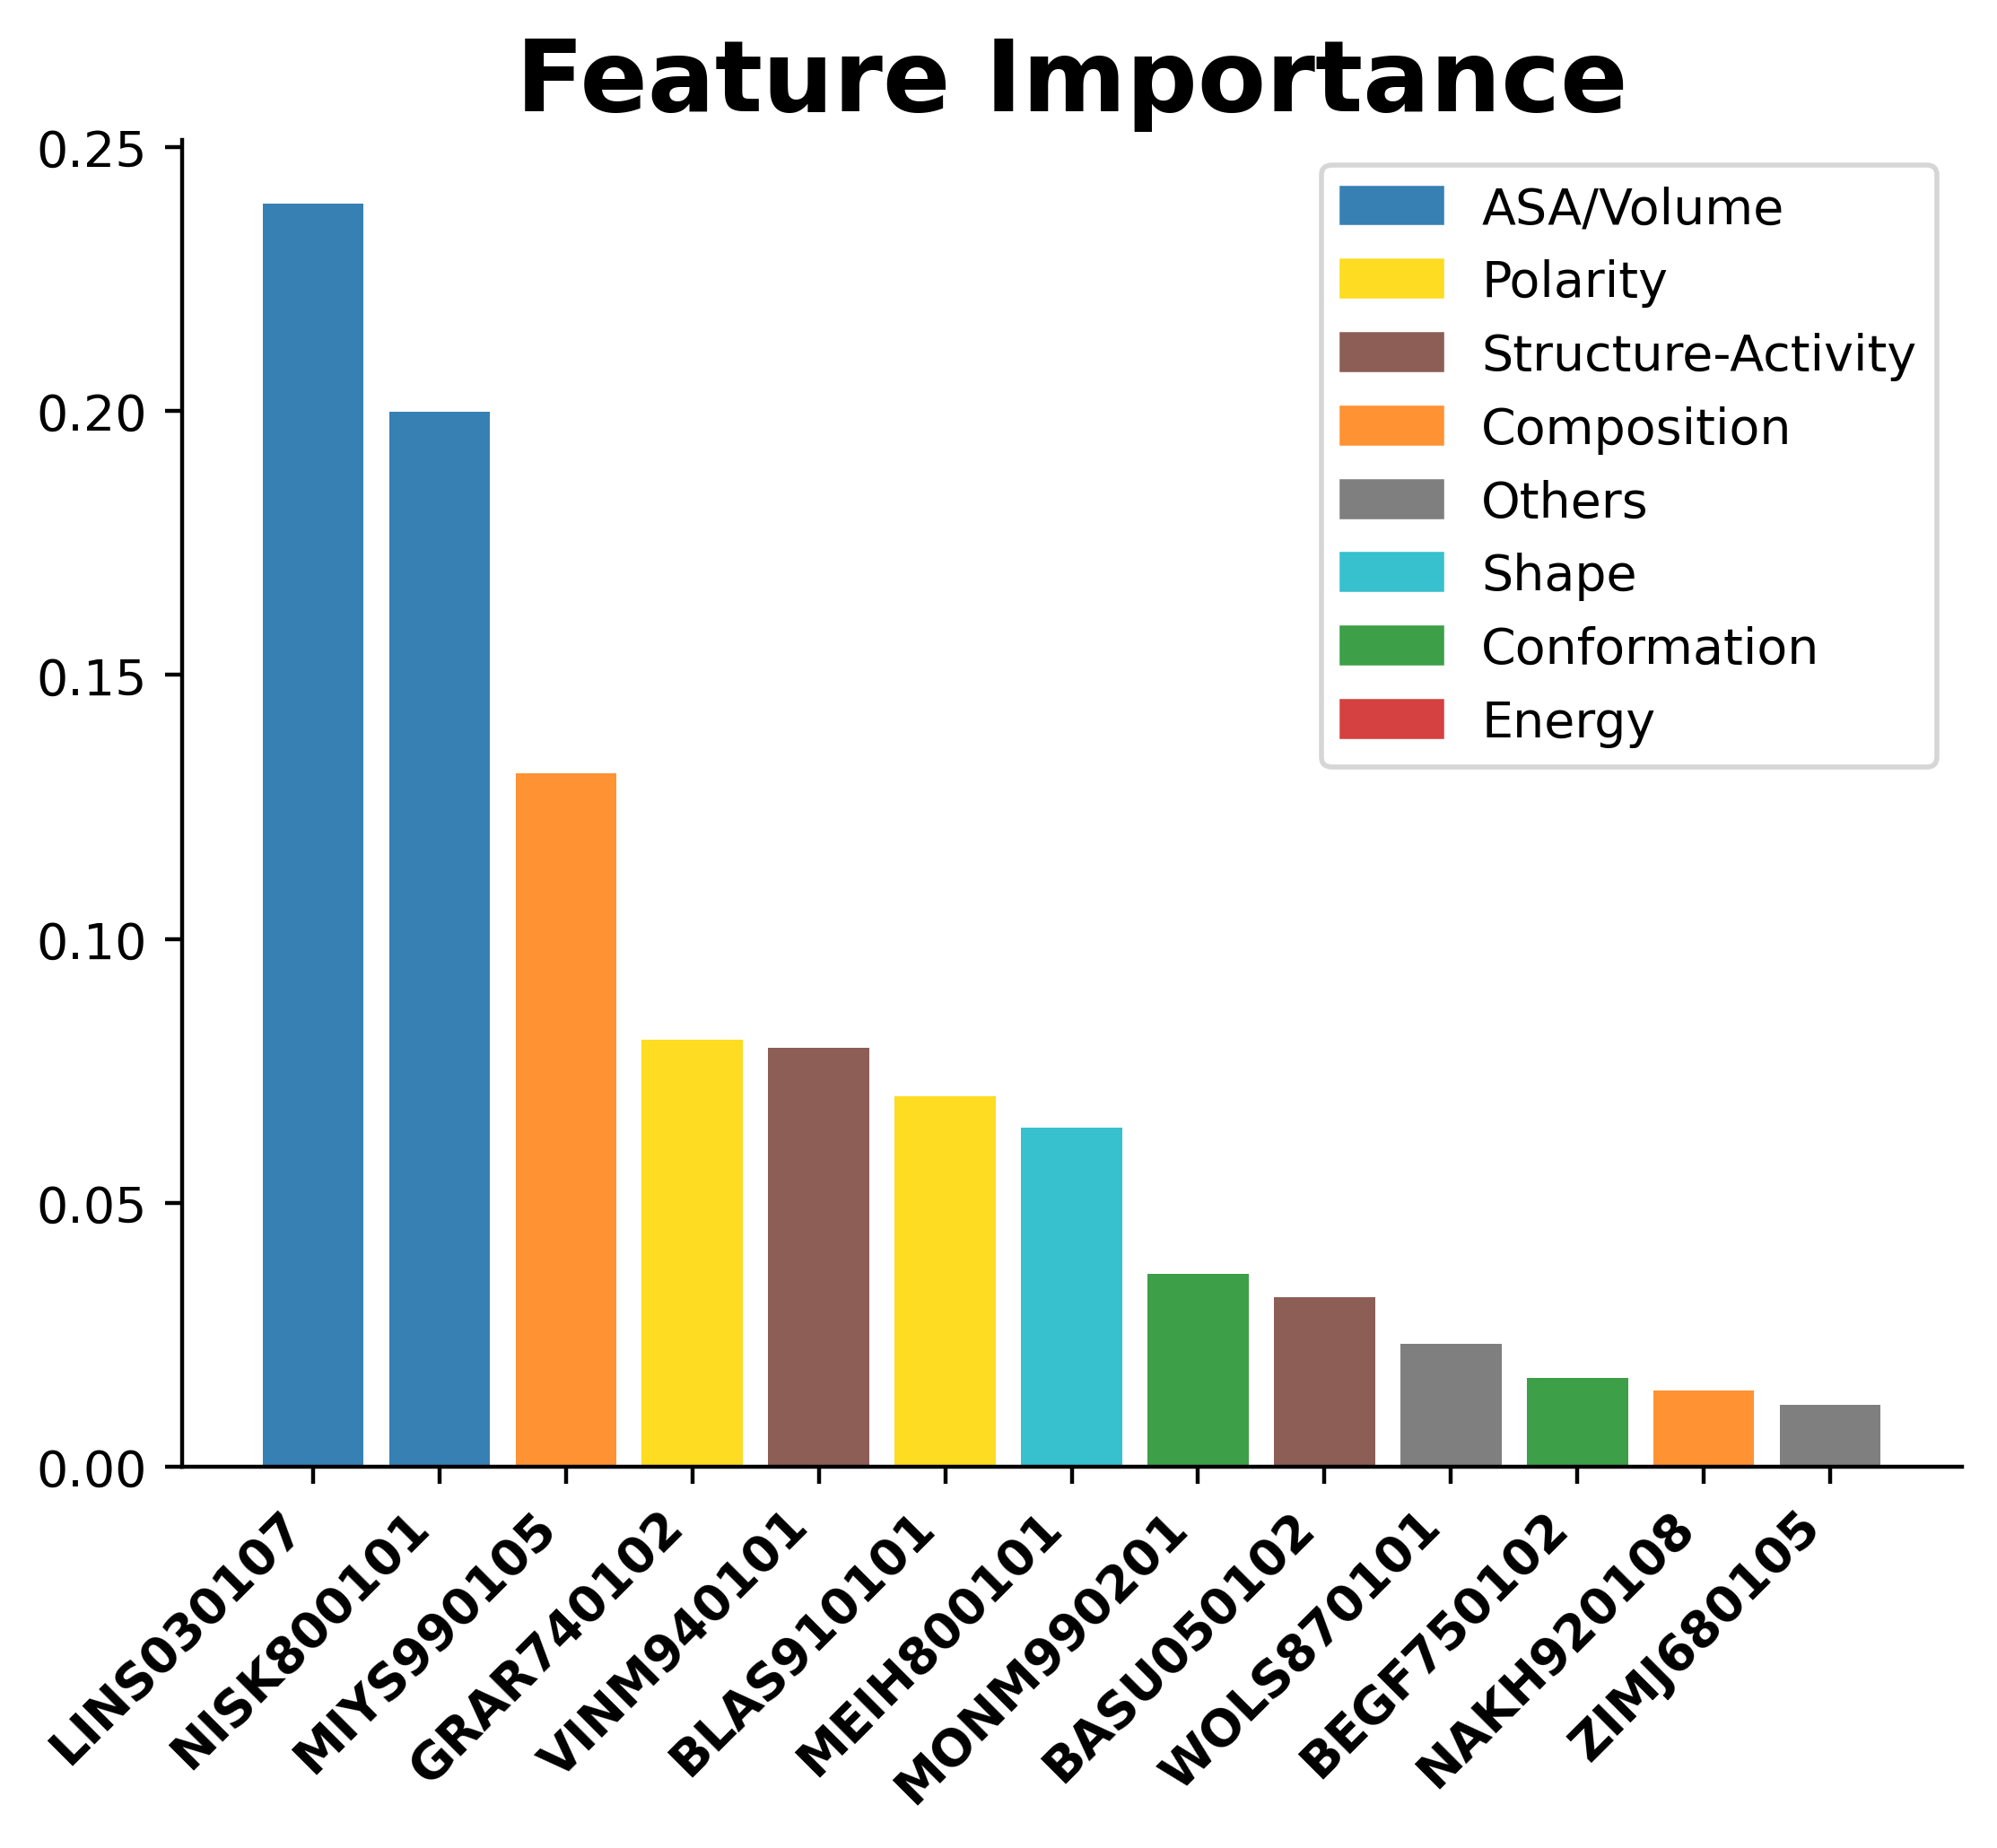 Feature Importance
0.25
0.20
0.15
0.10
0.05
0.00
ASA/Volume
Polarity
Structure-Activity
Composition
Others
Shape
Conformation
Energy
LINS030107
NISK800101
MIYS990105
GRAR740102
VINM940101
BLAS910101
MEIH800101
MONM990201
BASU050102
WOLS870101
BEGF750102
NAKH920108
ZIMJ680105